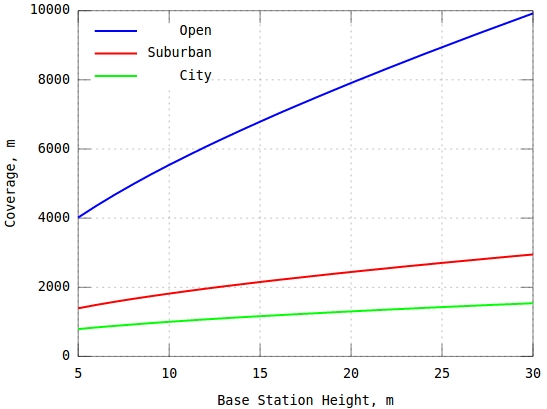 10000
8000
6000
4000
2000
0
Coverage, m
Open
Suburban
City
5 10 15 20 25 30
Base Station Height, m